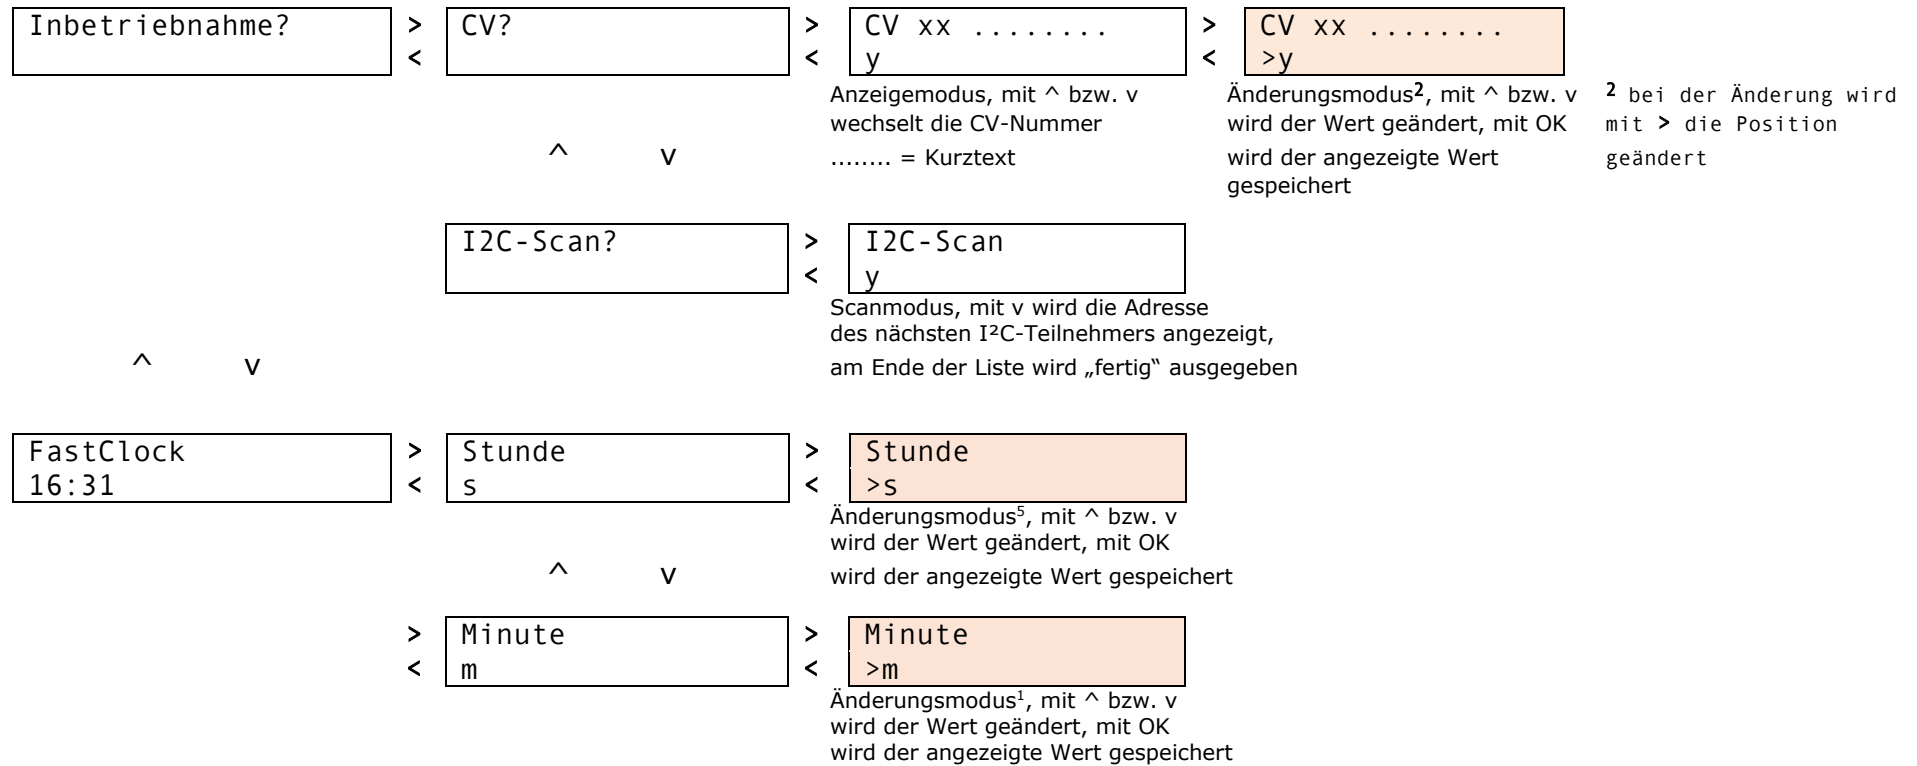 Inbetriebnahme? > CV? > CV xx ........ > CV xx ........
< < y < >y
Anzeigemodus, mit ^ bzw. v
wechselt die CV-Nummer
........ = Kurztext
Änderungsmodus², mit ^ bzw. v
wird der Wert geändert, mit OK
wird der angezeigte Wert
gespeichert
² bei der Änderung wird
mit > die Position
geändert
^ v
I2C-Scan? > I2C-Scan
< y
Scanmodus, mit v wird die Adresse
des nächsten I²C-Teilnehmers angezeigt,
am Ende der Liste wird „fertig“ ausgegeben
^ v
FastClock > Stunde > Stunde
16:31 < s < >s
Änderungsmodus⁵, mit ^ bzw. v
wird der Wert geändert, mit OK
wird der angezeigte Wert gespeichert
^ v
> Minute > Minute
< m < >m
Änderungsmodus¹, mit ^ bzw. v
wird der Wert geändert, mit OK
wird der angezeigte Wert gespeichert